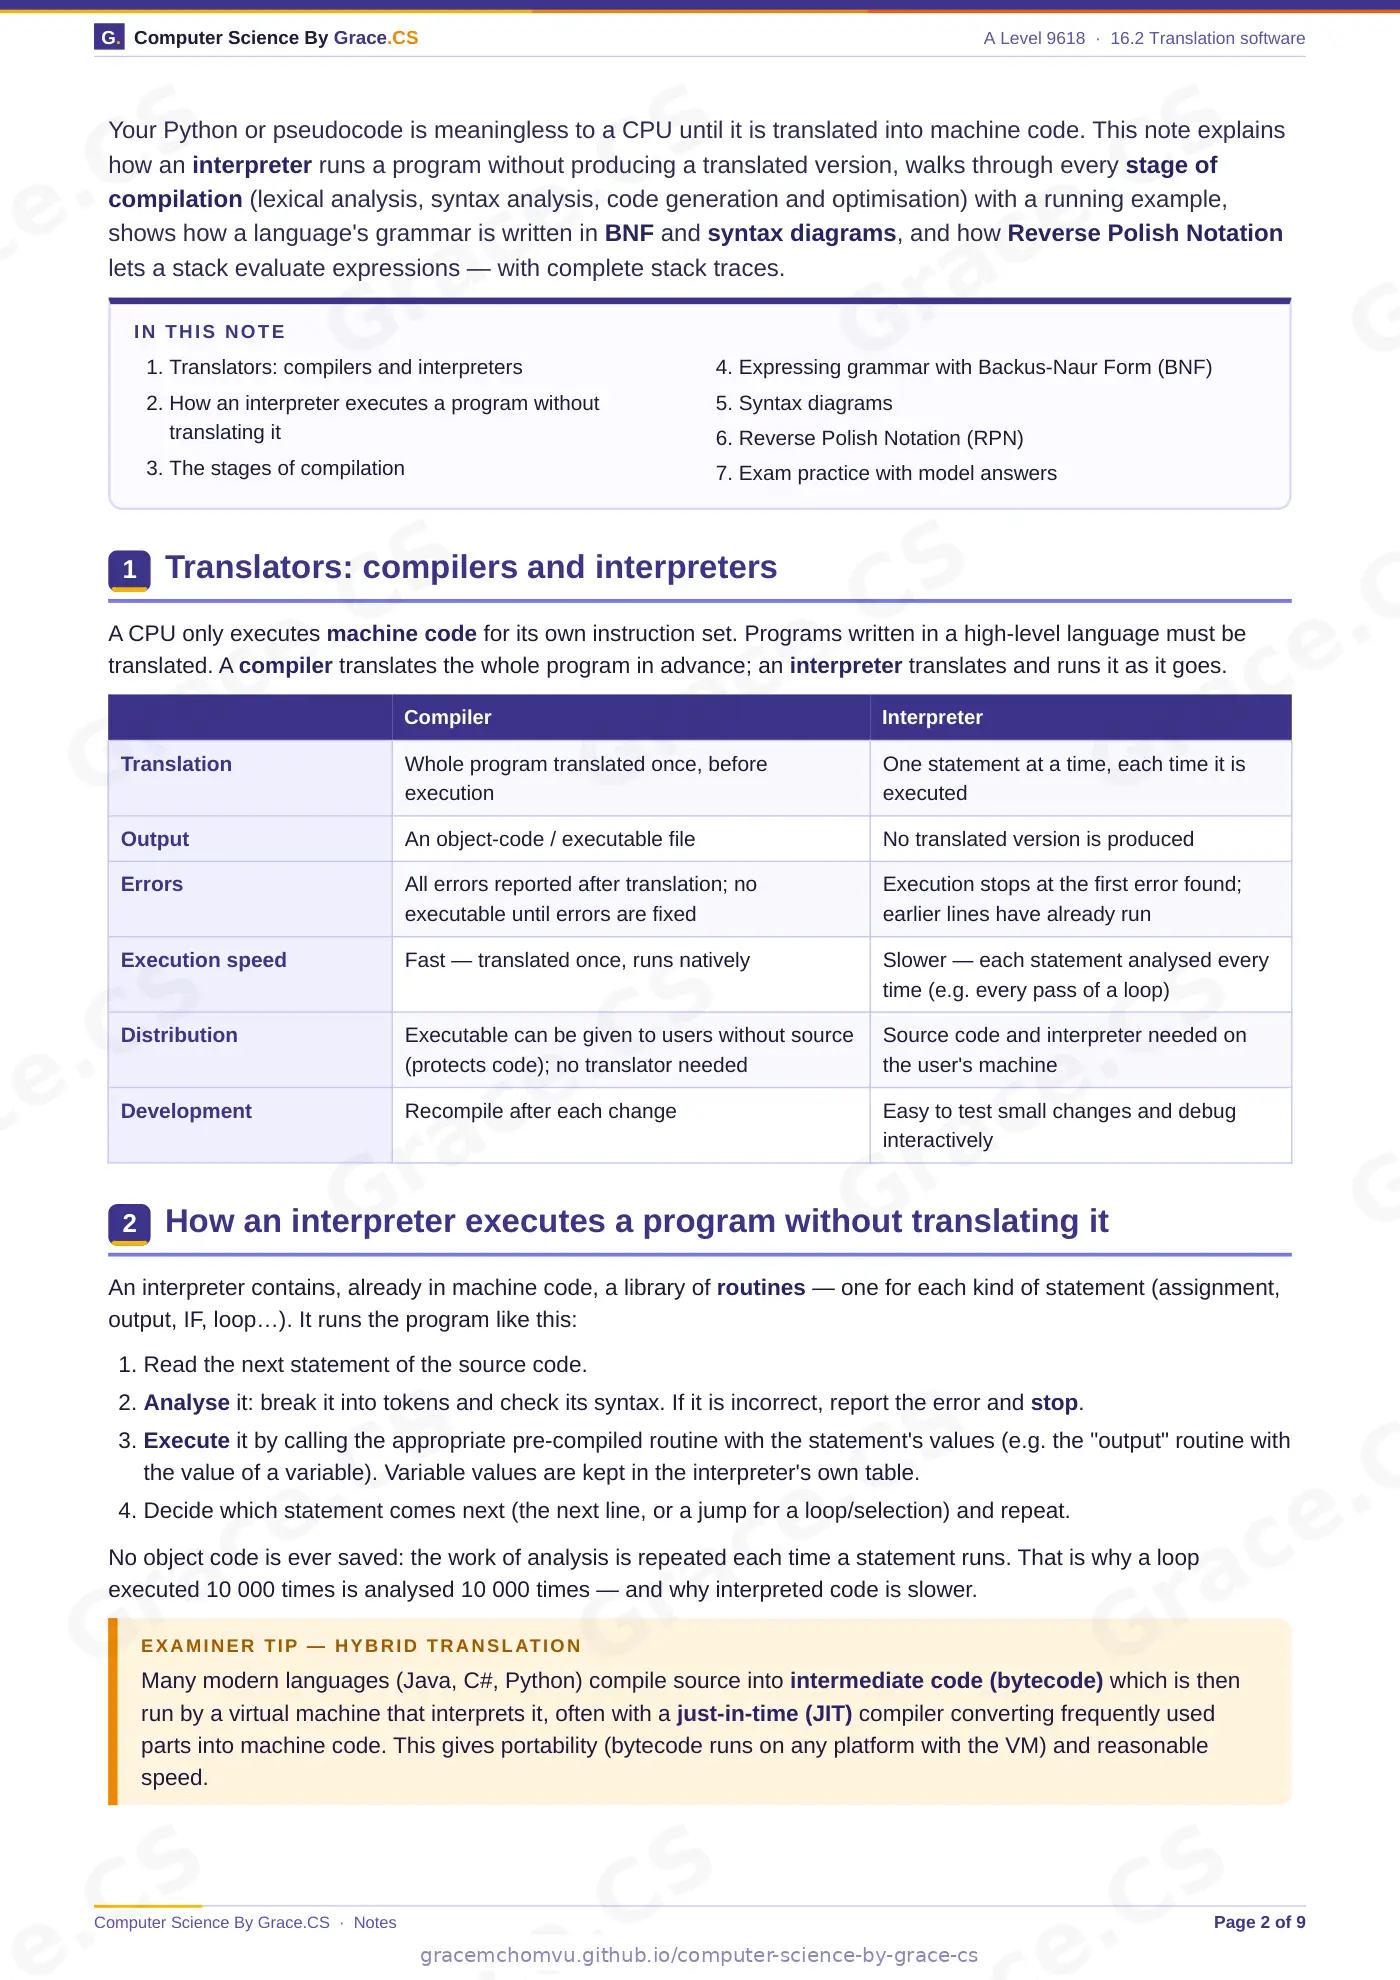 G. Computer Science By Grace.CS
A Level 9618 · 16.2 Translation software
Your Python or pseudocode is meaningless to a CPU until it is translated into machine code. This note explains
how an interpreter runs a program without producing a translated version, walks through every stage of
compilation (lexical analysis, syntax analysis, code generation and optimisation) with a running example,
shows how a language's grammar is written in BNF and syntax diagrams, and how Reverse Polish Notation
lets a stack evaluate expressions — with complete stack traces.
IN THIS NOTE
1. Translators: compilers and interpreters
2. How an interpreter executes a program without
translating it
3. The stages of compilation
4. Expressing grammar with Backus-Naur Form (BNF)
5. Syntax diagrams
6. Reverse Polish Notation (RPN)
7. Exam practice with model answers
1 Translators: compilers and interpreters
A CPU only executes machine code for its own instruction set. Programs written in a high-level language must be
translated. A compiler translates the whole program in advance; an interpreter translates and runs it as it goes.
Compiler Interpreter
Translation
Whole program translated once, before
execution
One statement at a time, each time it is
executed
Output
An object-code / executable file
No translated version is produced
Errors
All errors reported after translation; no
executable until errors are fixed
Execution stops at the first error found;
earlier lines have already run
Execution speed
Fast — translated once, runs natively
Slower — each statement analysed every
time (e.g. every pass of a loop)
Distribution
Executable can be given to users without source
(protects code); no translator needed
Source code and interpreter needed on
the user's machine
Development
Recompile after each change
Easy to test small changes and debug
interactively
2 How an interpreter executes a program without translating it
An interpreter contains, already in machine code, a library of routines — one for each kind of statement (assignment,
output, IF, loop…). It runs the program like this:
1. Read the next statement of the source code.
2. Analyse it: break it into tokens and check its syntax. If it is incorrect, report the error and stop.
3. Execute it by calling the appropriate pre-compiled routine with the statement's values (e.g. the "output" routine with
the value of a variable). Variable values are kept in the interpreter's own table.
4. Decide which statement comes next (the next line, or a jump for a loop/selection) and repeat.
No object code is ever saved: the work of analysis is repeated each time a statement runs. That is why a loop
executed 10 000 times is analysed 10 000 times — and why interpreted code is slower.
EXAMINER TIP — HYBRID TRANSLATION
Many modern languages (Java, C#, Python) compile source into intermediate code (bytecode) which is then
run by a virtual machine that interprets it, often with a just-in-time (JIT) compiler converting frequently used
parts into machine code. This gives portability (bytecode runs on any platform with the VM) and reasonable
speed.
Computer Science By Grace.CS · Notes
Page 2 of 9
gracemchomvu.github.io/computer-science-by-grace-cs